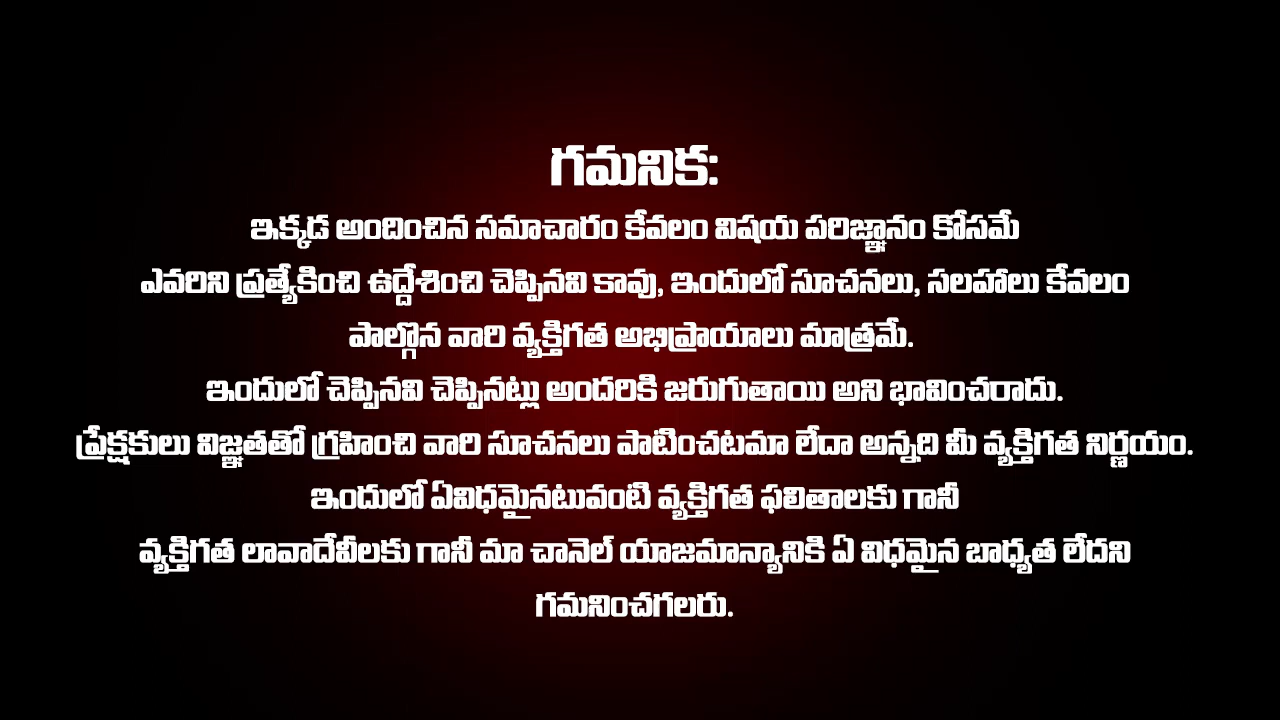 గమనిక:
ఇక్కడ అందించిన సమాచారం కేవలం విషయ పరిజ్ఞానం కోసమే
ఎవరిని ప్రత్యేకించి ఉద్దేశించి చెప్పినవి కావు, ఇందులో సూచనలు, సలహాలు కేవలం
పాల్గొన వారి వ్యక్తిగత అభిప్రాయాలు మాత్రమే.
ఇందులో చెప్పినవి చెప్పినట్లు అందరికి జరుగుతాయి అని భావించరాదు.
ప్రేక్షకులు విజ్ఞతతో గ్రహించి వారి సూచనలు పాటించటమా లేదా అన్నది మీ వ్యక్తిగత నిర్ణయం.
ఇందులో ఏవిధమైనటువంటి వ్యక్తిగత ఫలితాలకు గానీ
వ్యక్తిగత లావాదేవీలకు గానీ మా చానెల్ యాజమాన్యానికి ఏ విధమైన బాధ్యత లేదని
గమనించగలరు.